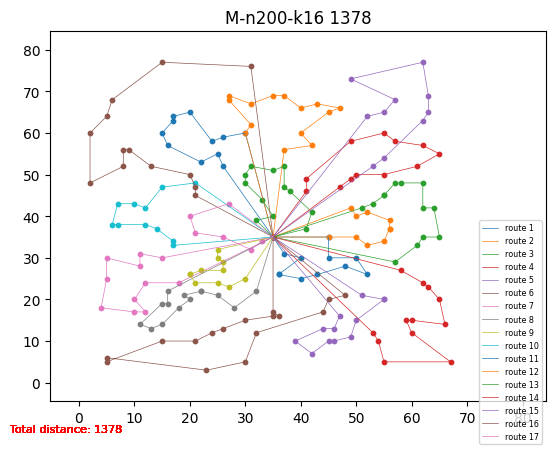 M-n200-k16 1378
80
70
60
50
40
30
20
10
0
0 10 20 30 40 50 60 70 80
route 1
route 2
route 3
route 4
route 5
route 6
route 7
route 8
route 9
route 10
route 11
route 12
route 13
route 14
route 15
route 16
route 17
Total distance: 1378